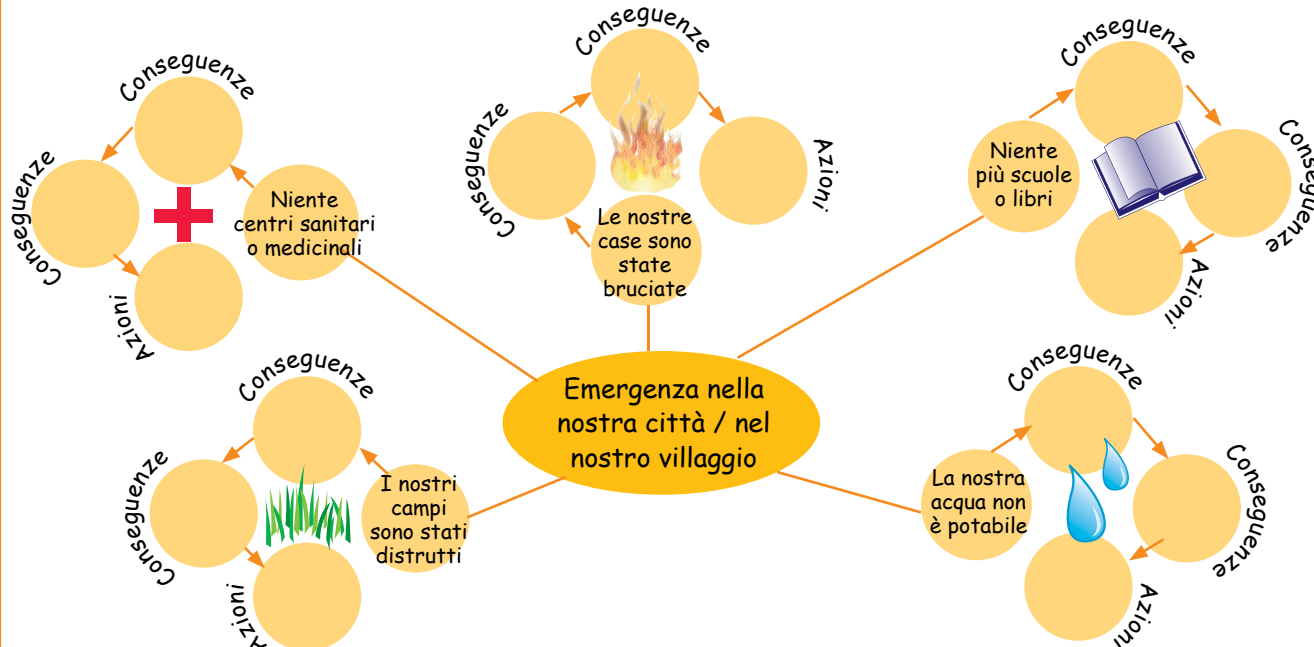 Conseguenze
Conseguenze
Azioni
Niente
centri sanitari
o medicinali
Conseguenze
Conseguenze
Azioni
Le nostre
case sono
state
bruciate
Conseguenze
Conseguenze
Azioni
Niente
più scuole
o libri
Emergenza nella
nostra città / nel
nostro villaggio
Conseguenze
Conseguenze
Azioni
I nostri
campi
sono stati
distrutti
Conseguenze
Conseguenze
Azioni
La nostra
acqua non
è potabile